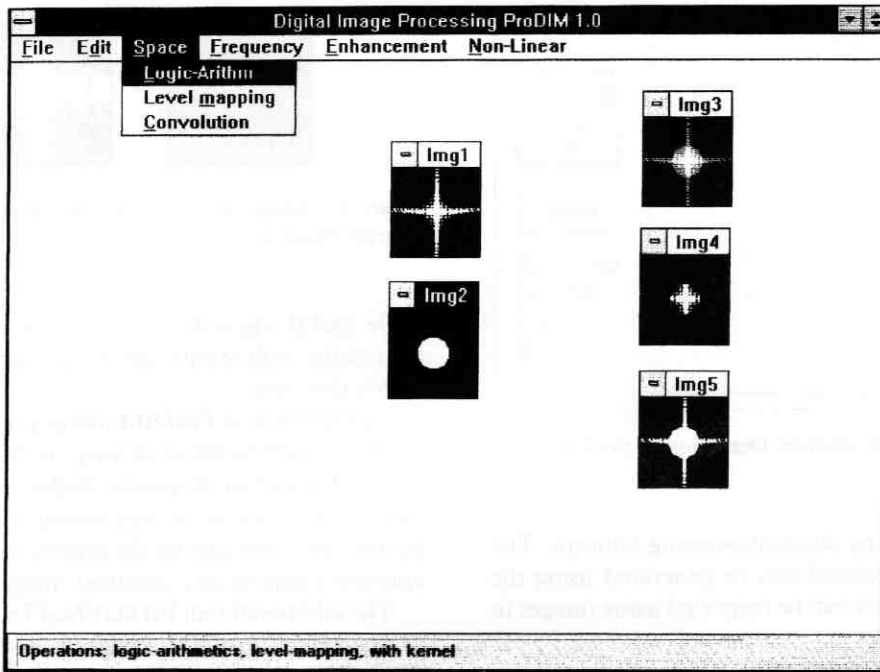 Digital Image Processing ProDIM 1.0
File Edit Space Frequency Enhancement Non-Linear
Logic-Arithm
Level mapping
Convolution
Img1
Img2
Img3
Img4
Img5
Operations: logic-arithmetics, level-mapping, with kernel